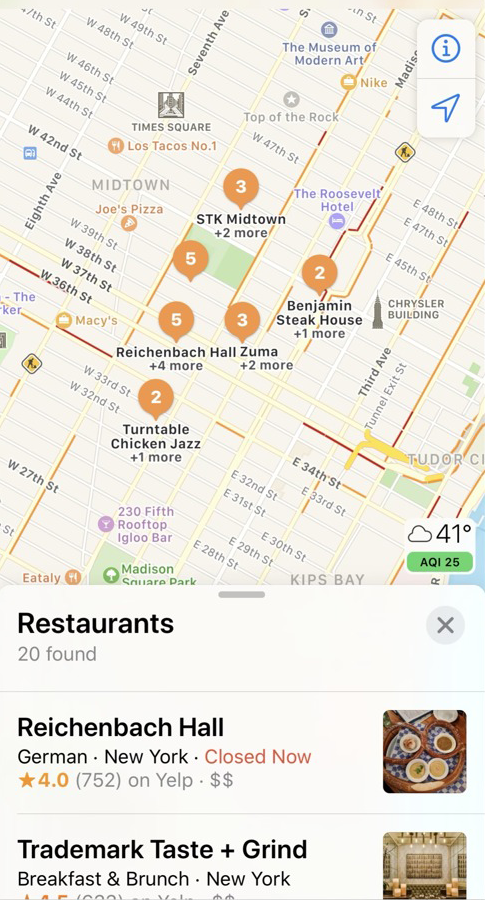 W 48th St
W 47th St
W 46th St
W 45th St
W 44th St
Seventh Ave
The Museum of
Modern Art
Nike
Madis
TIMES SQUARE
Top of the Rock
W 42nd St
Los Tacos No.1
W 47th St
MIDTOWN
Eighth Ave
Joe's Pizza
3
STK Midtown
+2 more
The Roosevelt
Hotel
E 48th St
E 47th St
E 45th St
W 39th St
W 38th St
W 37th St
W 36th St
5
2
Benjamin
Steak House
+1 more
CHRYSLER
BUILDING
- The
rker
Macy's
5
Reichenbach Hall
+4 more
3
Zuma
+2 more
Third Ave
Tunnel Exit St
W 33rd St
W 32nd St
2
Turntable
Chicken Jazz
+1 more
W 27th St
E 34th St
E 33rd St
E 32nd St
E 31st St
E 30th St
E 29th St
E 28th St
TUDOR CI
230 Fifth
Rooftop
Igloo Bar
Eataly
Madison
Square Park
KIPS BAY
41°
AQI 25
Restaurants
20 found
Reichenbach Hall
German · New York · Closed Now
★4.0 (752) on Yelp · $$
Trademark Taste + Grind
Breakfast & Brunch · New York